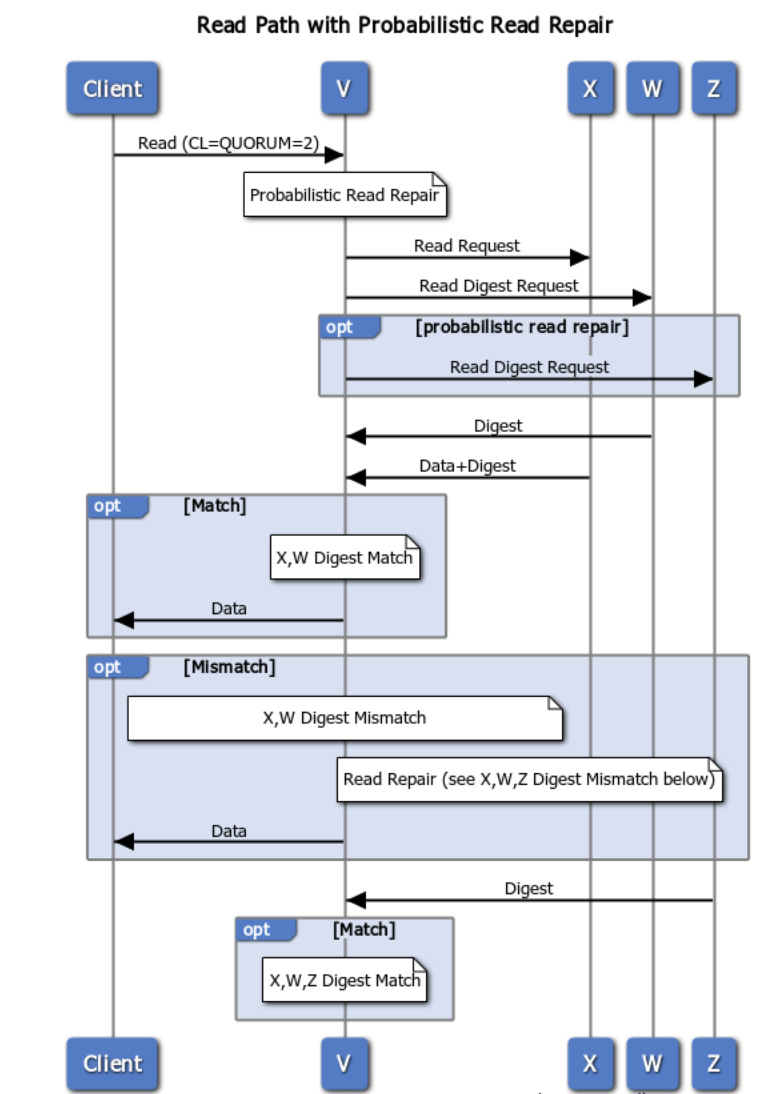 Read Path with Probabilistic Read Repair
Client V X W Z
Read (CL=QUORUM=2)
Probabilistic Read Repair
Read Request
Read Digest Request
opt [probabilistic read repair]
Read Digest Request
Digest
Data+Digest
opt [Match]
X,W Digest Match
Data
opt [Mismatch]
X,W Digest Mismatch
Read Repair (see X,W,Z Digest Mismatch below)
Data
Digest
opt [Match]
X,W,Z Digest Match
Client V X W Z